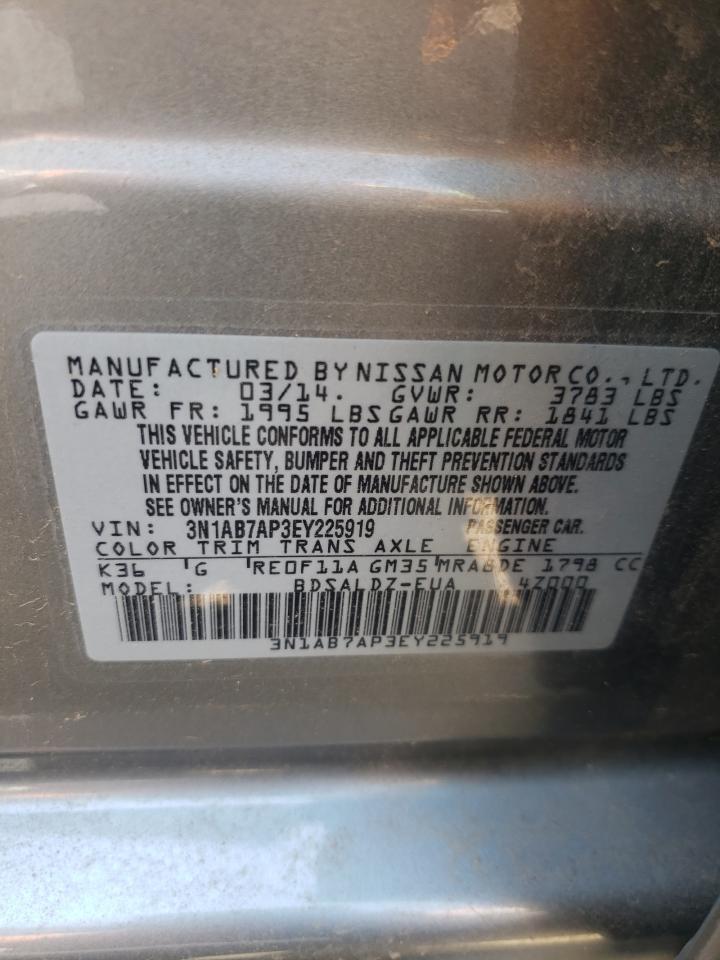 MANUFACTURED BY NISSAN MOTOR CO., LTD.
DATE: 03/14. GVWR: 3783 LBS
GAWR FR: 1995 LBS GAWR RR: 1841 LBS
THIS VEHICLE CONFORMS TO ALL APPLICABLE FEDERAL MOTOR
VEHICLE SAFETY, BUMPER AND THEFT PREVENTION STANDARDS
IN EFFECT ON THE DATE OF MANUFACTURE SHOWN ABOVE.
SEE OWNER'S MANUAL FOR ADDITIONAL INFORMATION.
VIN: 3N1AB7AP3EY225919 PASSENGER CAR.
COLOR TRIM TRANS AXLE ENGINE
K36 G RE0F11A GM35 MRA8DE 1798 CC
MODEL: BDSALDZ-EUA 4Z000
3N1AB7AP3EY225919